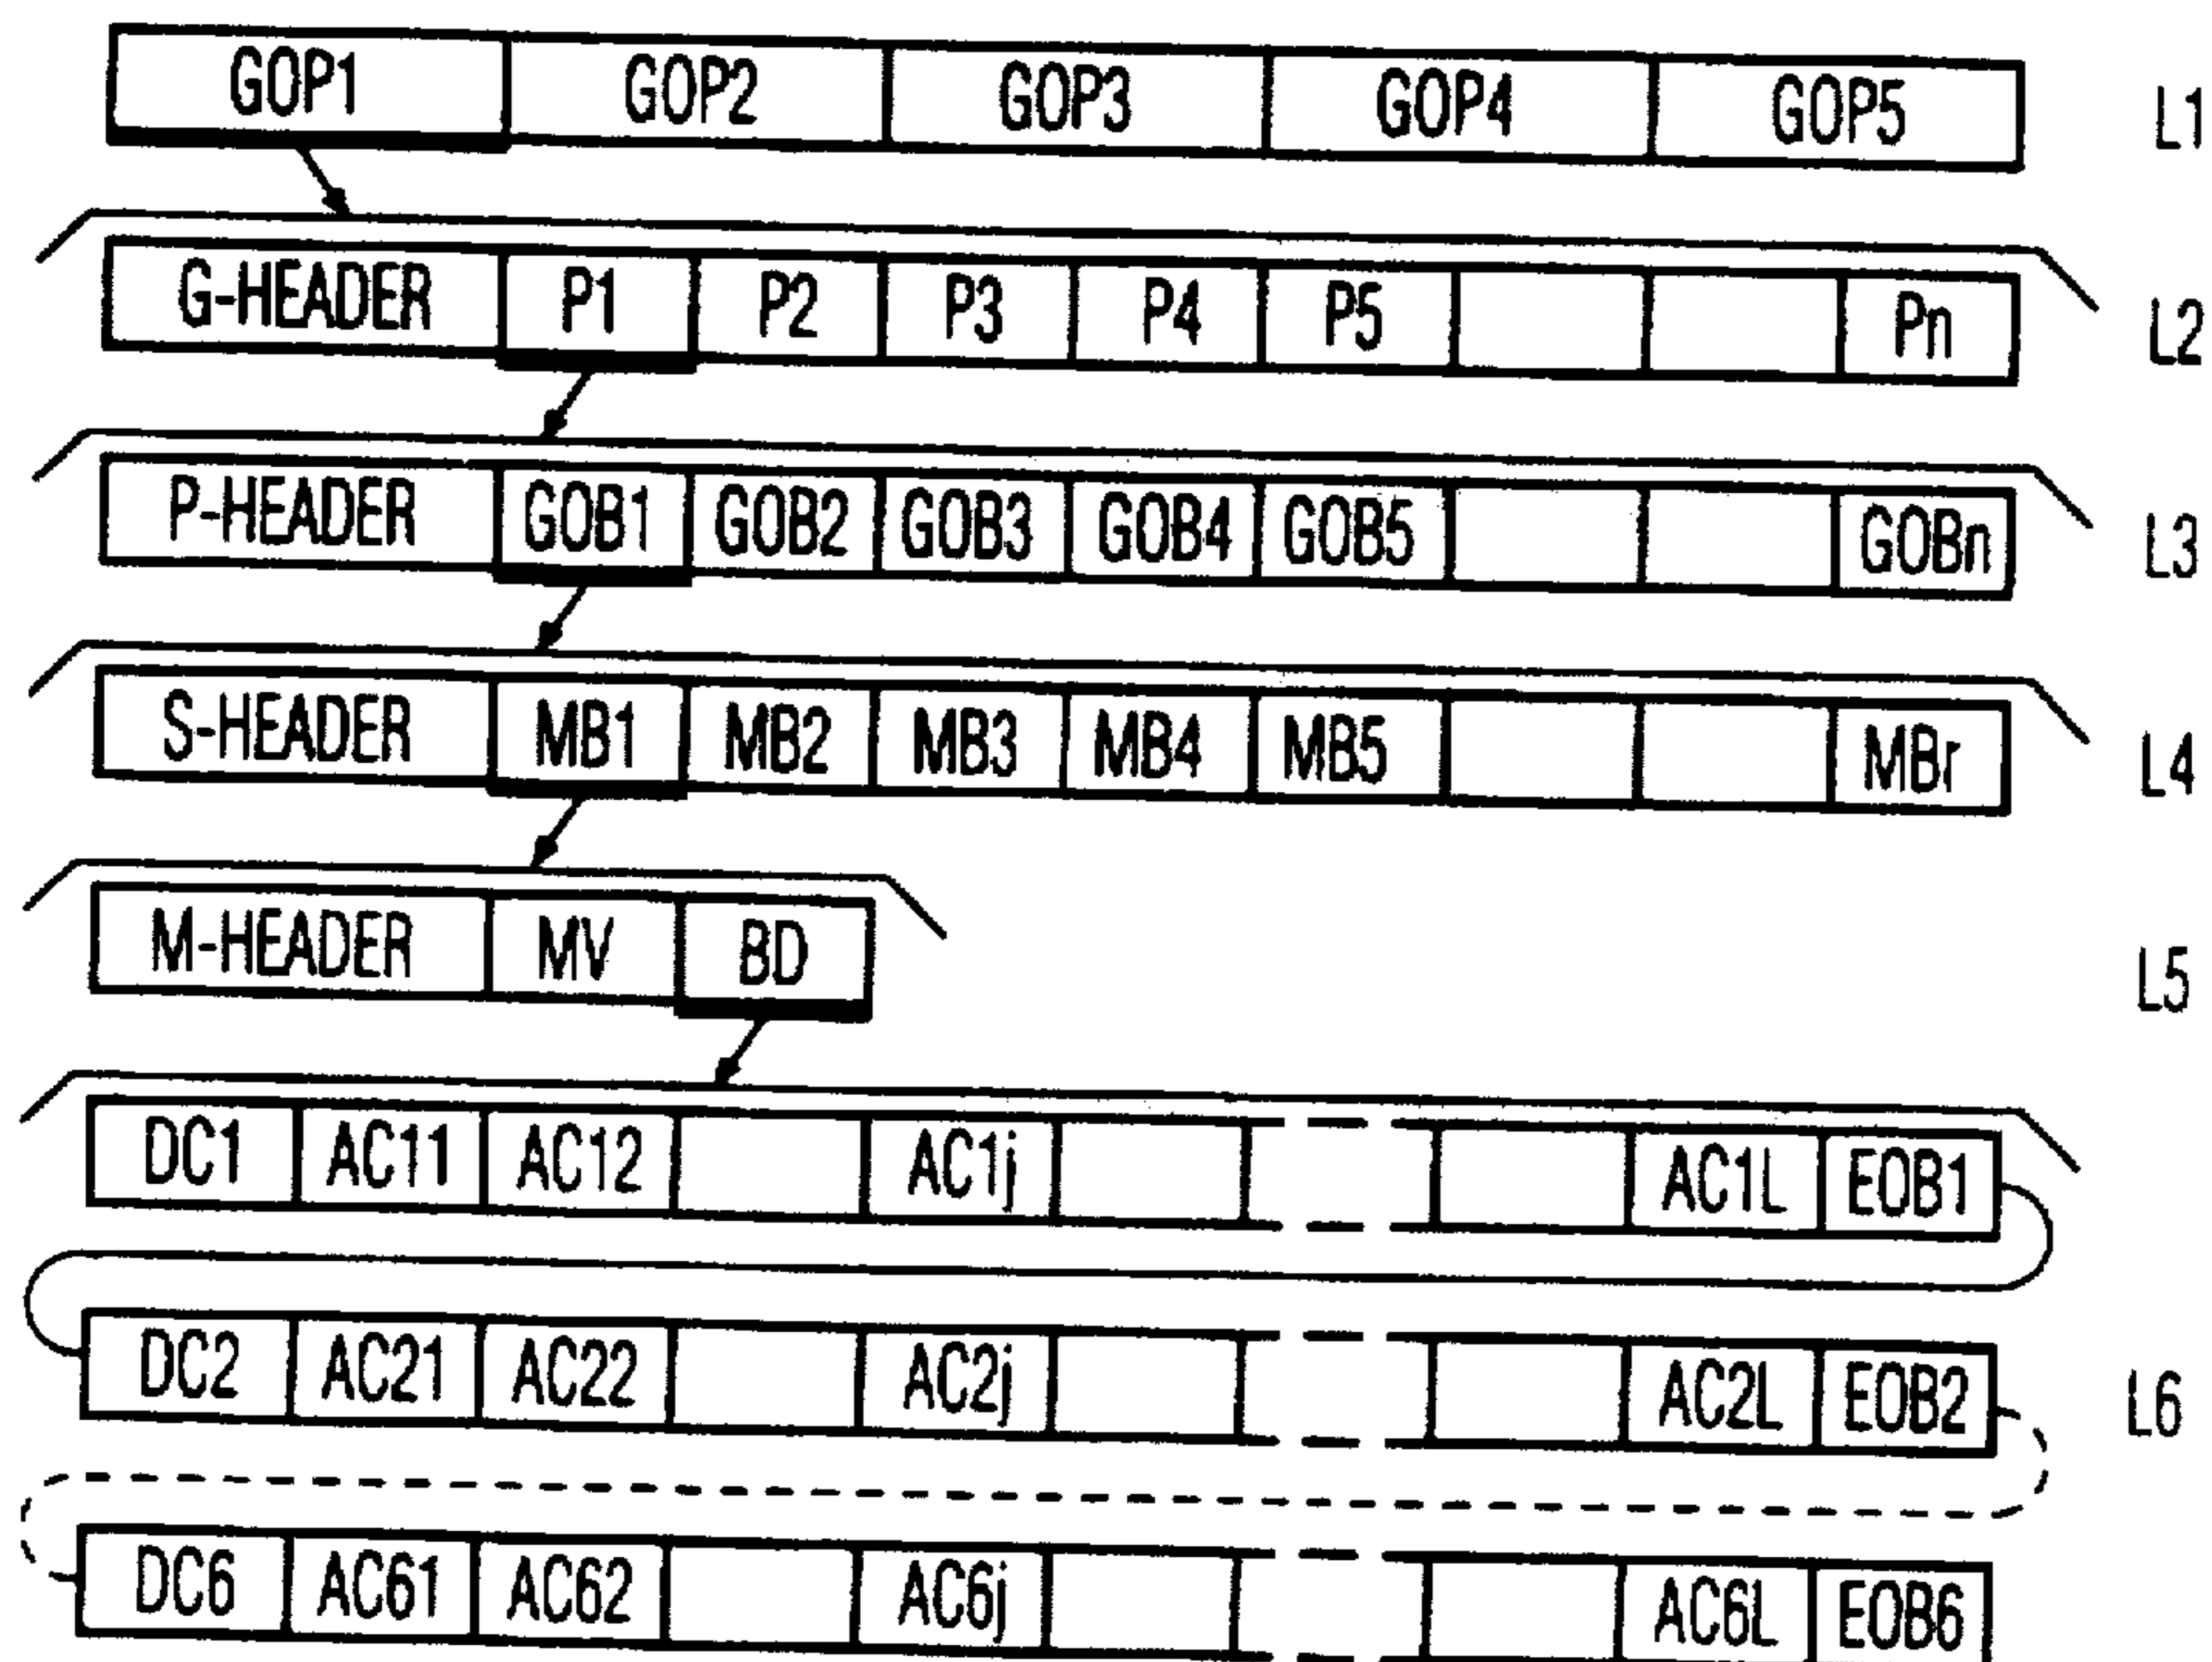 GOP1 GOP2 GOP3 GOP4 GOP5 L1
G-HEADER P1 P2 P3 P4 P5 Pn L2
P-HEADER GOB1 GOB2 GOB3 GOB4 GOB5 GOBn L3
S-HEADER MB1 MB2 MB3 MB4 MB5 MBr L4
M-HEADER MV BD L5
DC1 AC11 AC12 AC1j AC1L EOB1
DC2 AC21 AC22 AC2j AC2L EOB2 L6
DC6 AC61 AC62 AC6j AC6L EOB6